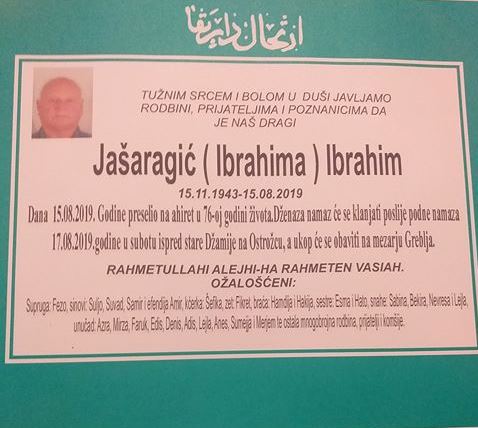 ارتحال دار بقا
TUŽNIM SRCEM I BOLOM U DUŠI JAVLJAMO
RODBINI, PRIJATELJIMA I POZNANICIMA DA
JE NAŠ DRAGI
Jašaragić ( Ibrahima ) Ibrahim
15.11.1943-15.08.2019
Dana 15.08.2019. Godine preselio na ahiret u 76-oj godini života.Dženaza namaz će se klanjati poslije podne namaza
17.08.2019.godine u subotu ispred stare Džamije na Ostrožcu, a ukop će se obaviti na mezarju Greblja.
RAHMETULLAHI ALEJHI-HA RAHMETEN VASIAH.
OŽALOŠĆENI:
Supruga: Fezo, sinovi: Suljo, Suvad, Samir i efendija Amir, kćerka: Šefika, zet: Fikret, braća: Hamdija i Hakija, sestre: Esma i Hato, snahe: Sabina, Bekira, Nevresa i Lejla,
unučad: Azra, Mirza, Faruk, Edis, Denis, Adis, Lejla, Anes, Sumejja i Merjem te ostala mnogobrojna rodbina, prijatelji i komšije.